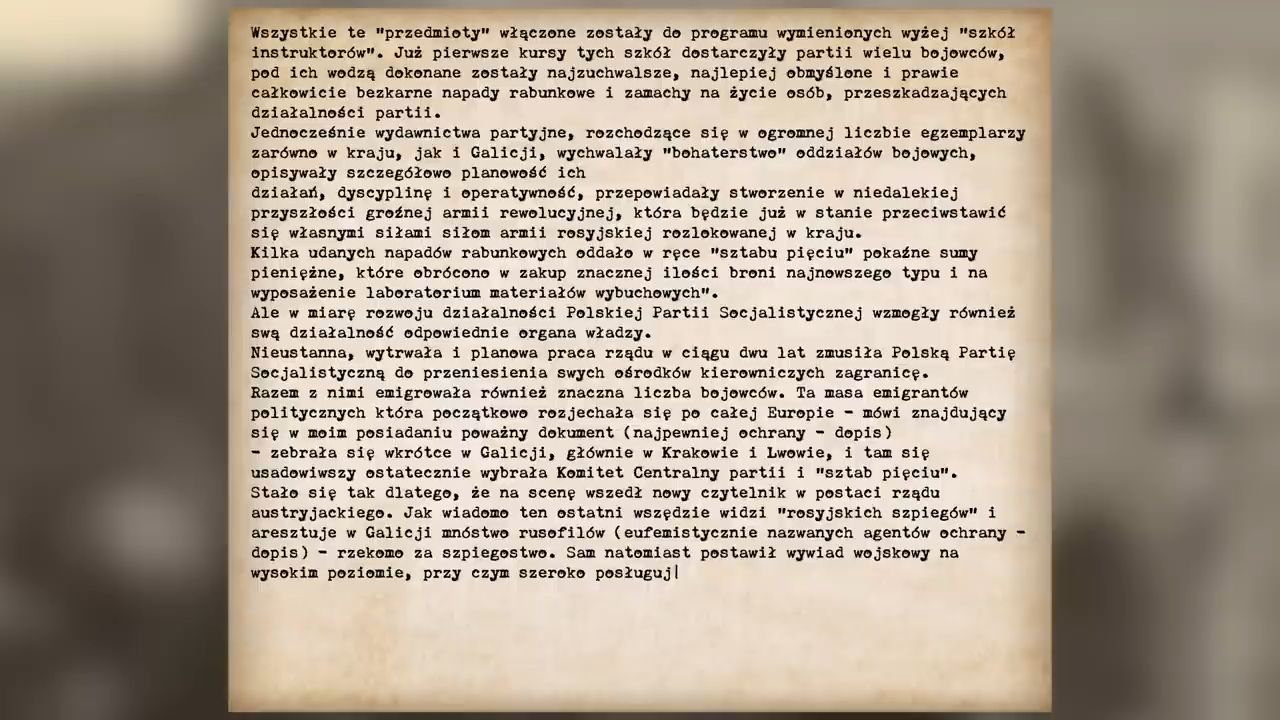 Wszystkie te "przedmioty" włączone zostały do programu wymienionych wyżej "szkół
instruktorów". Już pierwsze kursy tych szkół dostarczyły partii wielu bojowców,
pod ich wodzą dokonane zostały najzuchwalsze, najlepiej obmyślone i prawie
całkowicie bezkarne napady rabunkowe i zamachy na życie osób, przeszkadzających
działalności partii.
Jednocześnie wydawnictwa partyjne, rozchodzące się w ogromnej liczbie egzemplarzy
zarówno w kraju, jak i Galicji, wychwalały "bohaterstwo" oddziałów bojowych,
opisywały szczegółowo planowość ich
działań, dyscyplinę i operatywność, przepowiadały stworzenie w niedalekiej
przyszłości groźnej armii rewolucyjnej, która będzie już w stanie przeciwstawić
się własnymi siłami siłom armii rosyjskiej rozlokowanej w kraju.
Kilka udanych napadów rabunkowych oddało w ręce "sztabu pięciu" pokaźne sumy
pieniężne, które obrócono w zakup znacznej ilości broni najnowszego typu i na
wyposażenie laboratorium materiałów wybuchowych".
Ale w miarę rozwoju działalności Polskiej Partii Socjalistycznej wzmogły również
swą działalność odpowiednie organa władzy.
Nieustanna, wytrwała i planowa praca rządu w ciągu dwu lat zmusiła Polską Partię
Socjalistyczną do przeniesienia swych ośrodków kierowniczych zagranicę.
Razem z nimi emigrowała również znaczna liczba bojowców. Ta masa emigrantów
politycznych która początkowo rozjechała się po całej Europie – mówi znajdujący
się w moim posiadaniu poważny dokument (najpewniej ochrany – dopis)
– zebrała się wkrótce w Galicji, głównie w Krakowie i Lwowie, i tam się
usadowiwszy ostatecznie wybrała Komitet Centralny partii i "sztab pięciu".
Stało się tak dlatego, że na scenę wszedł nowy czytelnik w postaci rządu
austryjackiego. Jak wiadomo ten ostatni wszędzie widzi "rosyjskich szpiegów" i
aresztuje w Galicji mnóstwo rusofilów (eufemistycznie nazwanych agentów ochrany –
dopis) – rzekomo za szpiegostwo. Sam natomiast postawił wywiad wojskowy na
wysokim poziomie, przy czym szeroko posługuj